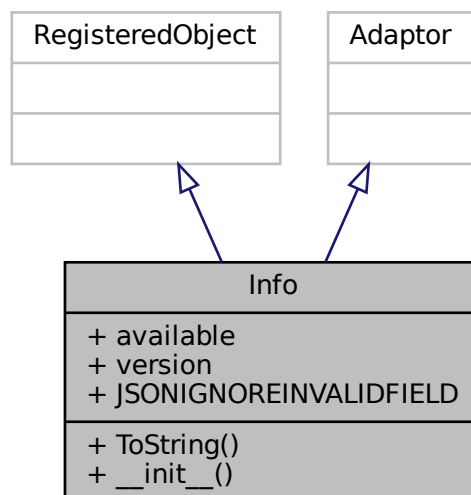 RegisteredObject
Adaptor
Info
+ available
+ version
+ JSONIGNOREINVALIDFIELD
+ ToString()
+ __init__()